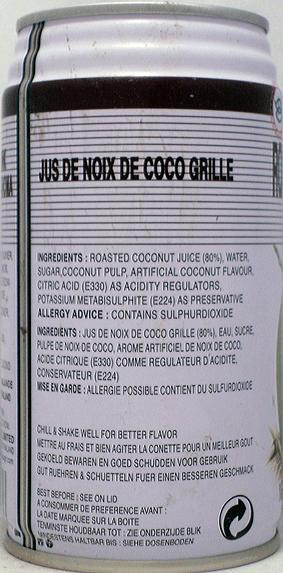 JUS DE NOIX DE COCO GRILLE
INGREDIENTS : ROASTED COCONUT JUICE (80%), WATER,
SUGAR,COCONUT PULP, ARTIFICIAL COCONUT FLAVOUR,
CITRIC ACID (E330) AS ACIDITY REGULATORS,
POTASSIUM METABISULPHITE (E224) AS PRESERVATIVE
ALLERGY ADVICE : CONTAINS SULPHURDIOXIDE
INGREDIENTS : JUS DE NOIX DE COCO GRILLE (80%), EAU, SUCRE,
PULPE DE NOIX DE COCO, AROME ARTIFICIEL DE NOIX DE COCO,
ACIDE CITRIQUE (E330) COMME REGULATEUR D'ACIDITE,
CONSERVATEUR (E224)
MISE EN GARDE : ALLERGIE POSSIBLE CONTIENT DU SULFURDIOXIDE
CHILL & SHAKE WELL FOR BETTER FLAVOR
METTRE AU FRAIS ET BIEN AGITER LA CONETTE POUR UN MEILLEUR GOUT
GEKOELD BEWAREN EN GOED SCHUDDEN VOOR GEBRUIK
GUT RUEHREN & SCHUETTELN FUER EINEN BESSEREN GESCHMACK
BEST BEFORE : SEE ON LID
A CONSOMMER DE PREFERENCE AVANT :
LA DATE MARQUEE SUR LA BOITE
TENMINSTE HOUDBAAR TOT : ZIE ONDERZIJDE BLIK
MINDESTENS HALTBAR BIS : SIEHE DOSENBODEN